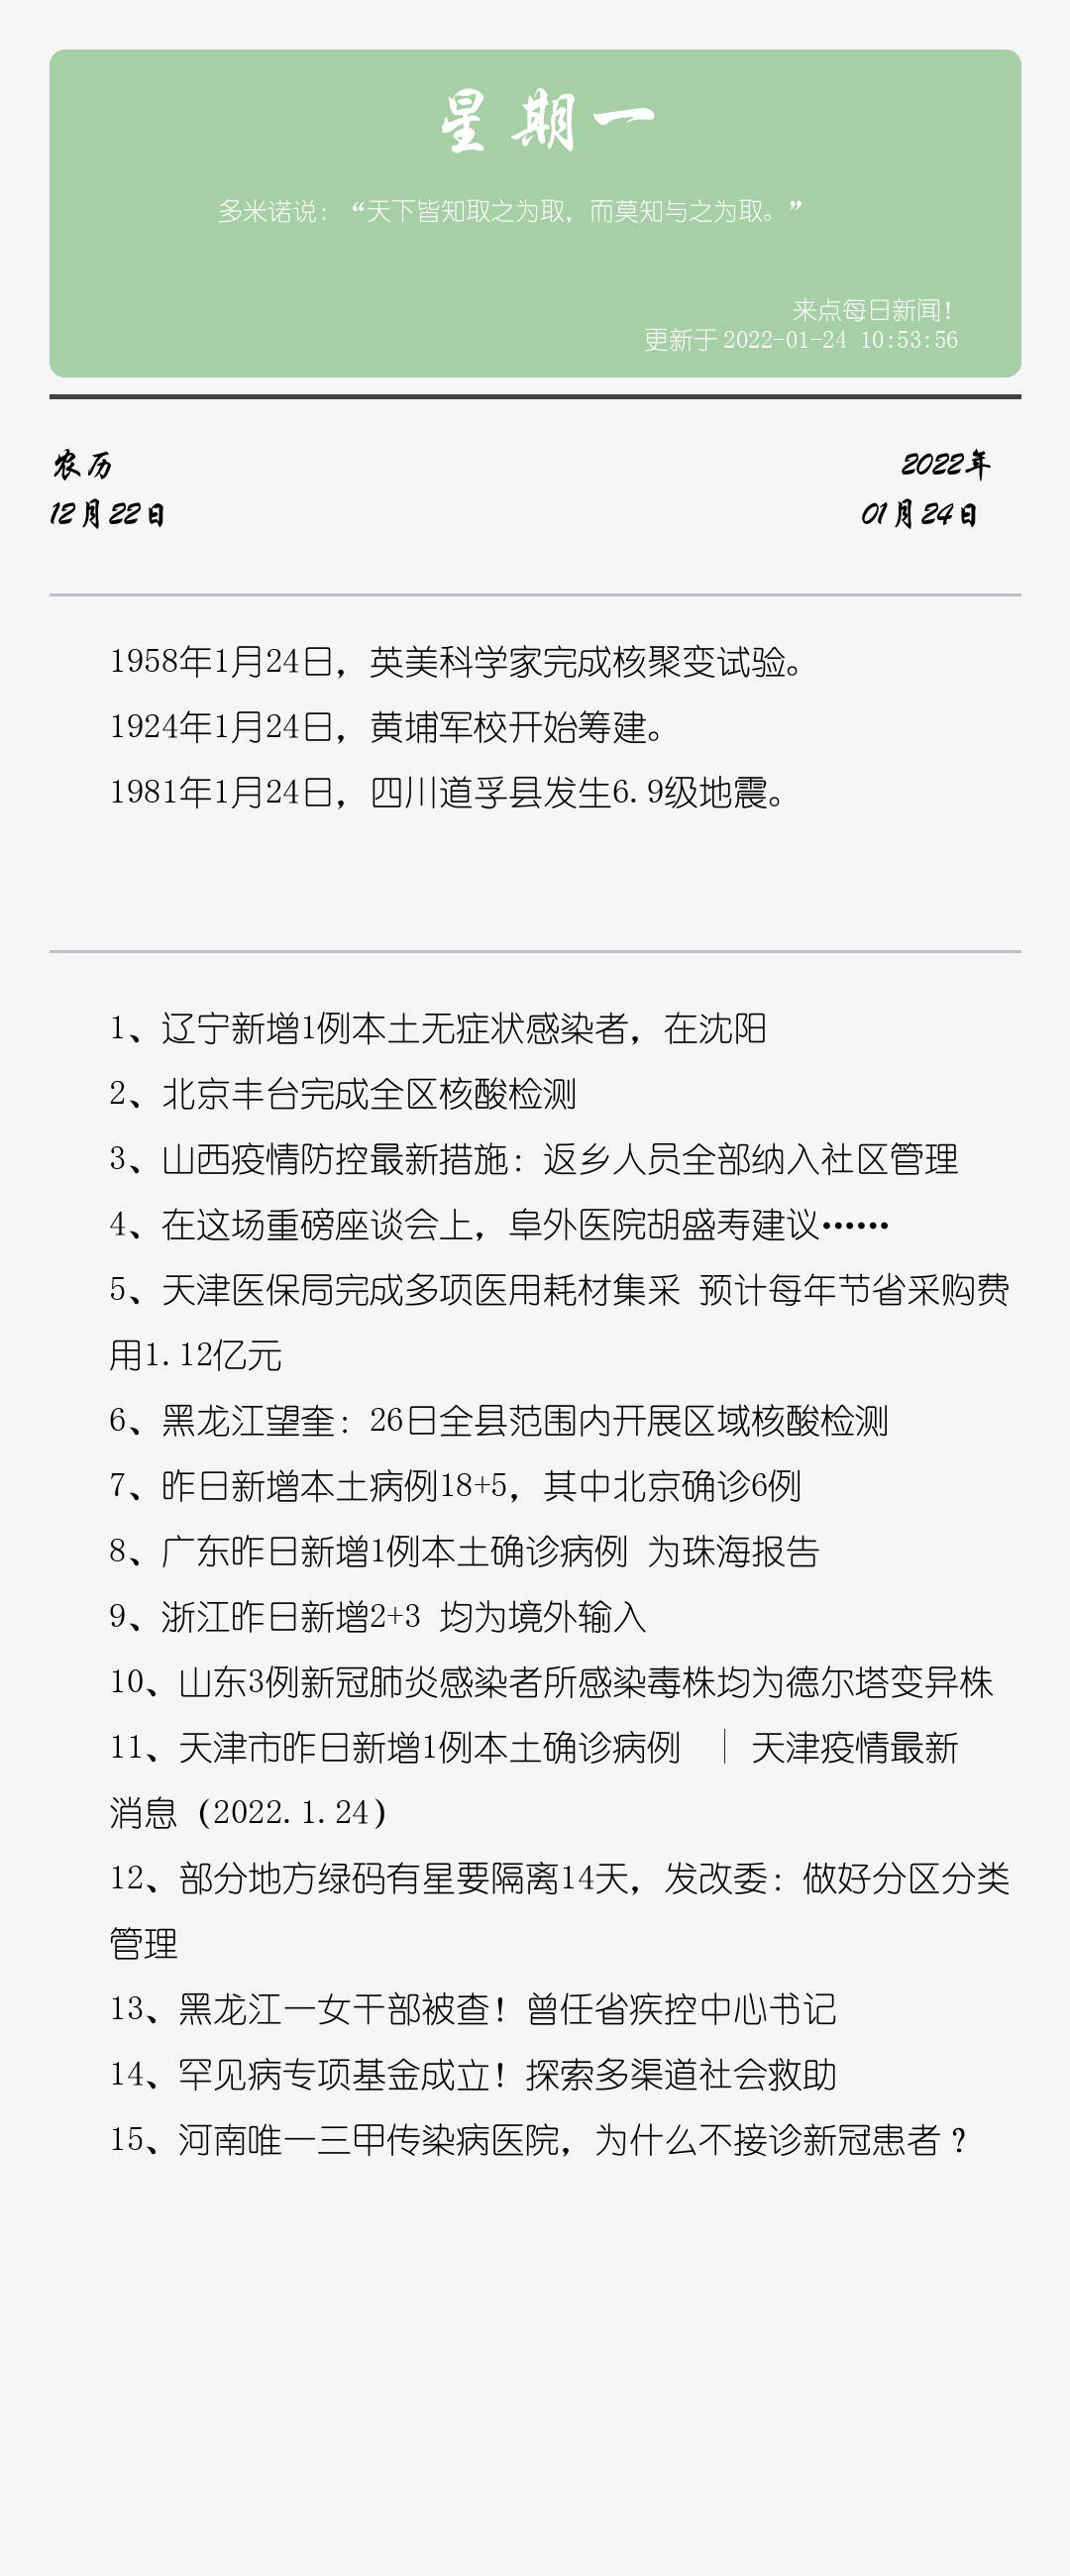 星期一
多米诺说：“天下皆知取之为取，而莫知与之为取。”
来点每日新闻！
更新于2022-01-24 10:53:56
农历
12月22日
2022年
01月24日
1958年1月24日，英美科学家完成核聚变试验。
1924年1月24日，黄埔军校开始筹建。
1981年1月24日，四川道孚县发生6.9级地震。
1、辽宁新增1例本土无症状感染者，在沈阳
2、北京丰台完成全区核酸检测
3、山西疫情防控最新措施：返乡人员全部纳入社区管理
4、在这场重磅座谈会上，阜外医院胡盛寿建议……
5、天津医保局完成多项医用耗材集采 预计每年节省采购费
用1.12亿元
6、黑龙江望奎：26日全县范围内开展区域核酸检测
7、昨日新增本土病例18+5，其中北京确诊6例
8、广东昨日新增1例本土确诊病例 为珠海报告
9、浙江昨日新增2+3 均为境外输入
10、山东3例新冠肺炎感染者所感染毒株均为德尔塔变异株
11、天津市昨日新增1例本土确诊病例 ｜ 天津疫情最新
消息（2022.1.24）
12、部分地方绿码有星要隔离14天，发改委：做好分区分类
管理
13、黑龙江一女干部被查！曾任省疾控中心书记
14、罕见病专项基金成立！探索多渠道社会救助
15、河南唯一三甲传染病医院，为什么不接诊新冠患者？